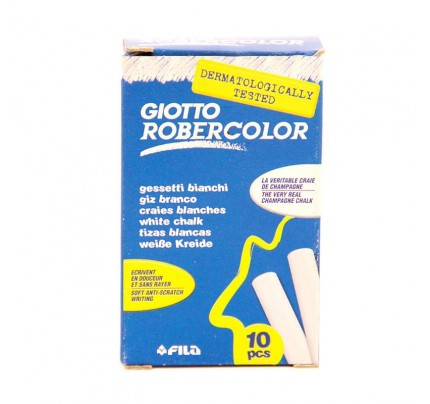 DERMATOLOGICALLY
TESTED
GIOTTO
ROBERCOLOR
LA VERITABLE CRAIE
DE CHAMPAGNE
THE VERY REAL
CHAMPAGNE CHALK
gessetti bianchi
giz branco
craies blanches
white chalk
tizas blancas
weiße Kreide
ECRIVENT
EN DOUCEUR
ET SANS RAYER
SOFT ANTI-SCRATCH
WRITING
10
pcs
FILA